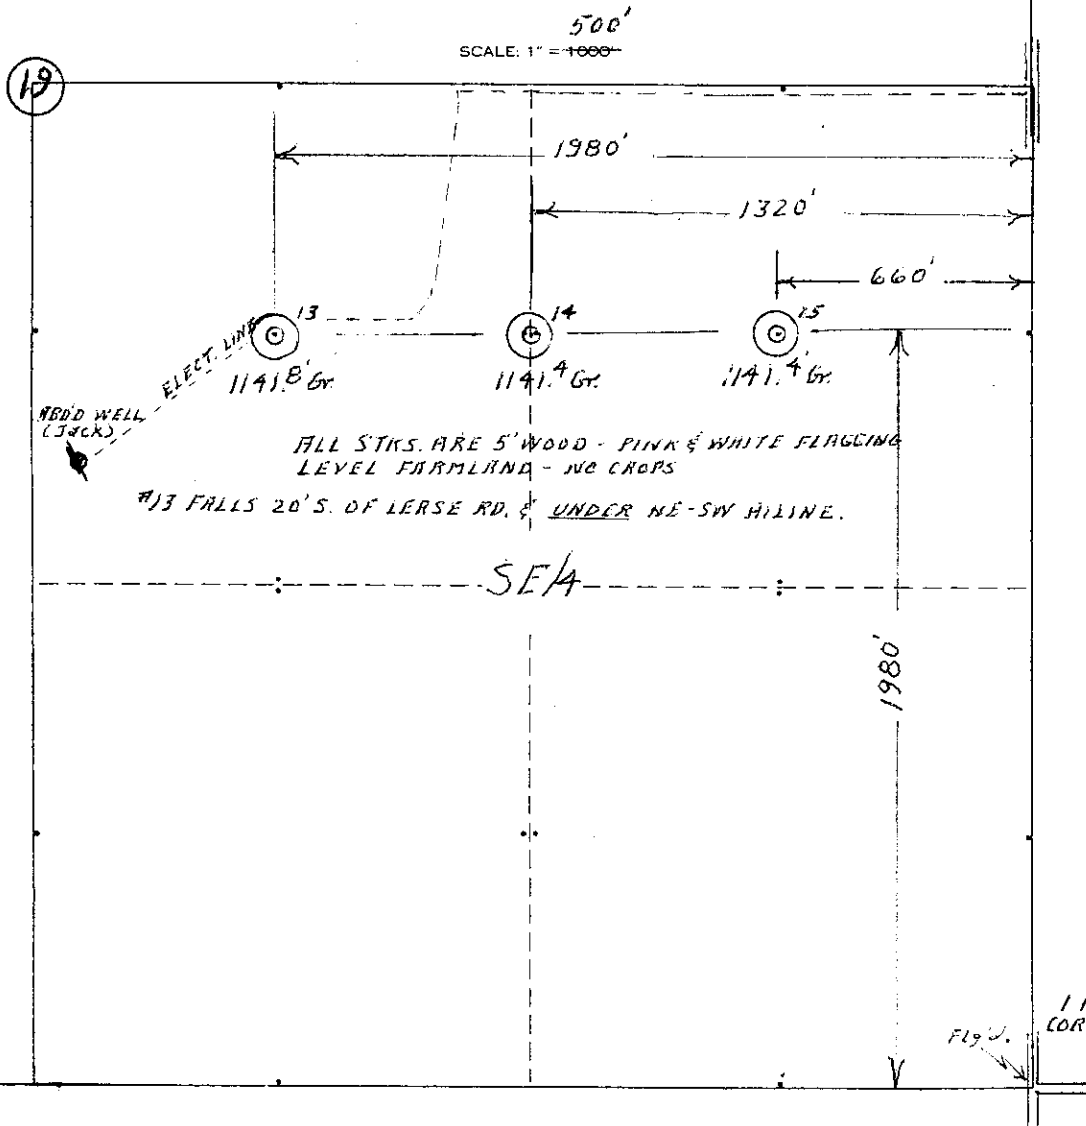 500'
SCALE: 1" = 1000'
19
1980'
1320'
660'
13
14
15
ELECT. LINE
1141.8' Gr.
1141.4 Gr.
1141.4' Gr.
ABD'D WELL
(JACK)
ALL STKS. ARE 5' WOOD - PINK & WHITE FLAGGING
LEVEL FARMLAND - NO CROPS
#13 FALLS 20' S. OF LEASE RD. & UNDER NE-SW HILINE.
SE/4
1980'
11
COR
Flg'd.